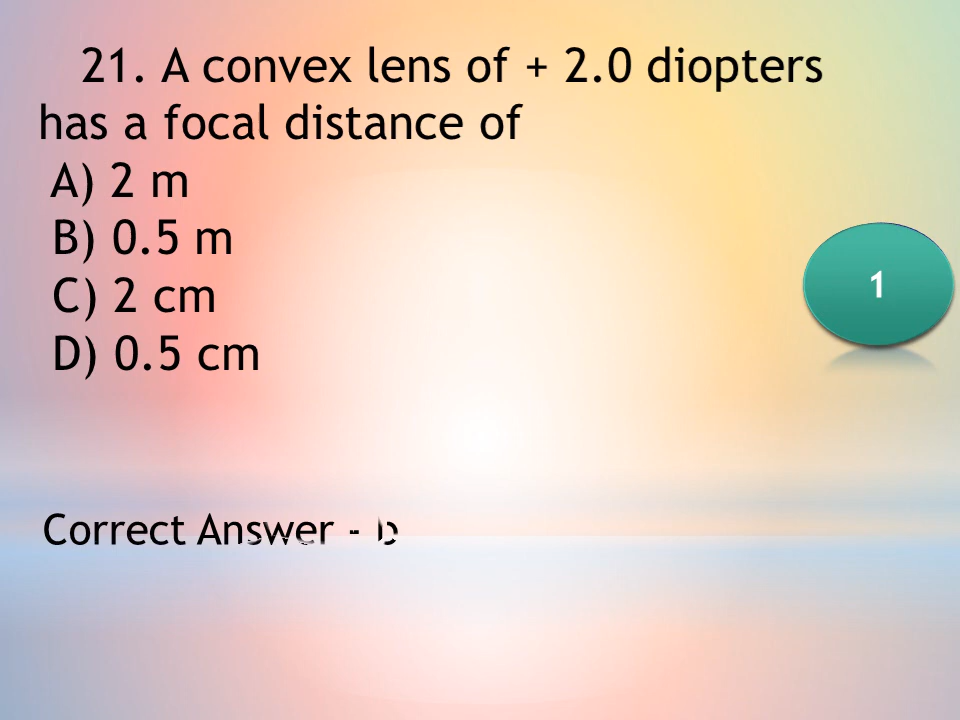 21. A convex lens of + 2.0 diopters
has a focal distance of
A) 2 m
B) 0.5 m
C) 2 cm
D) 0.5 cm
1
Correct Answer - b